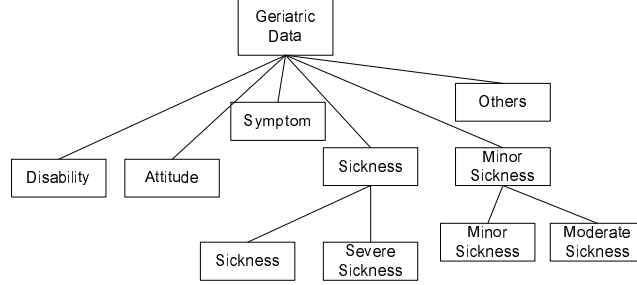 Geriatric
Data
Others
Symptom
Disability
Attitude
Sickness
Minor
Sickness
Sickness
Severe
Sickness
Minor
Sickness
Moderate
Sickness